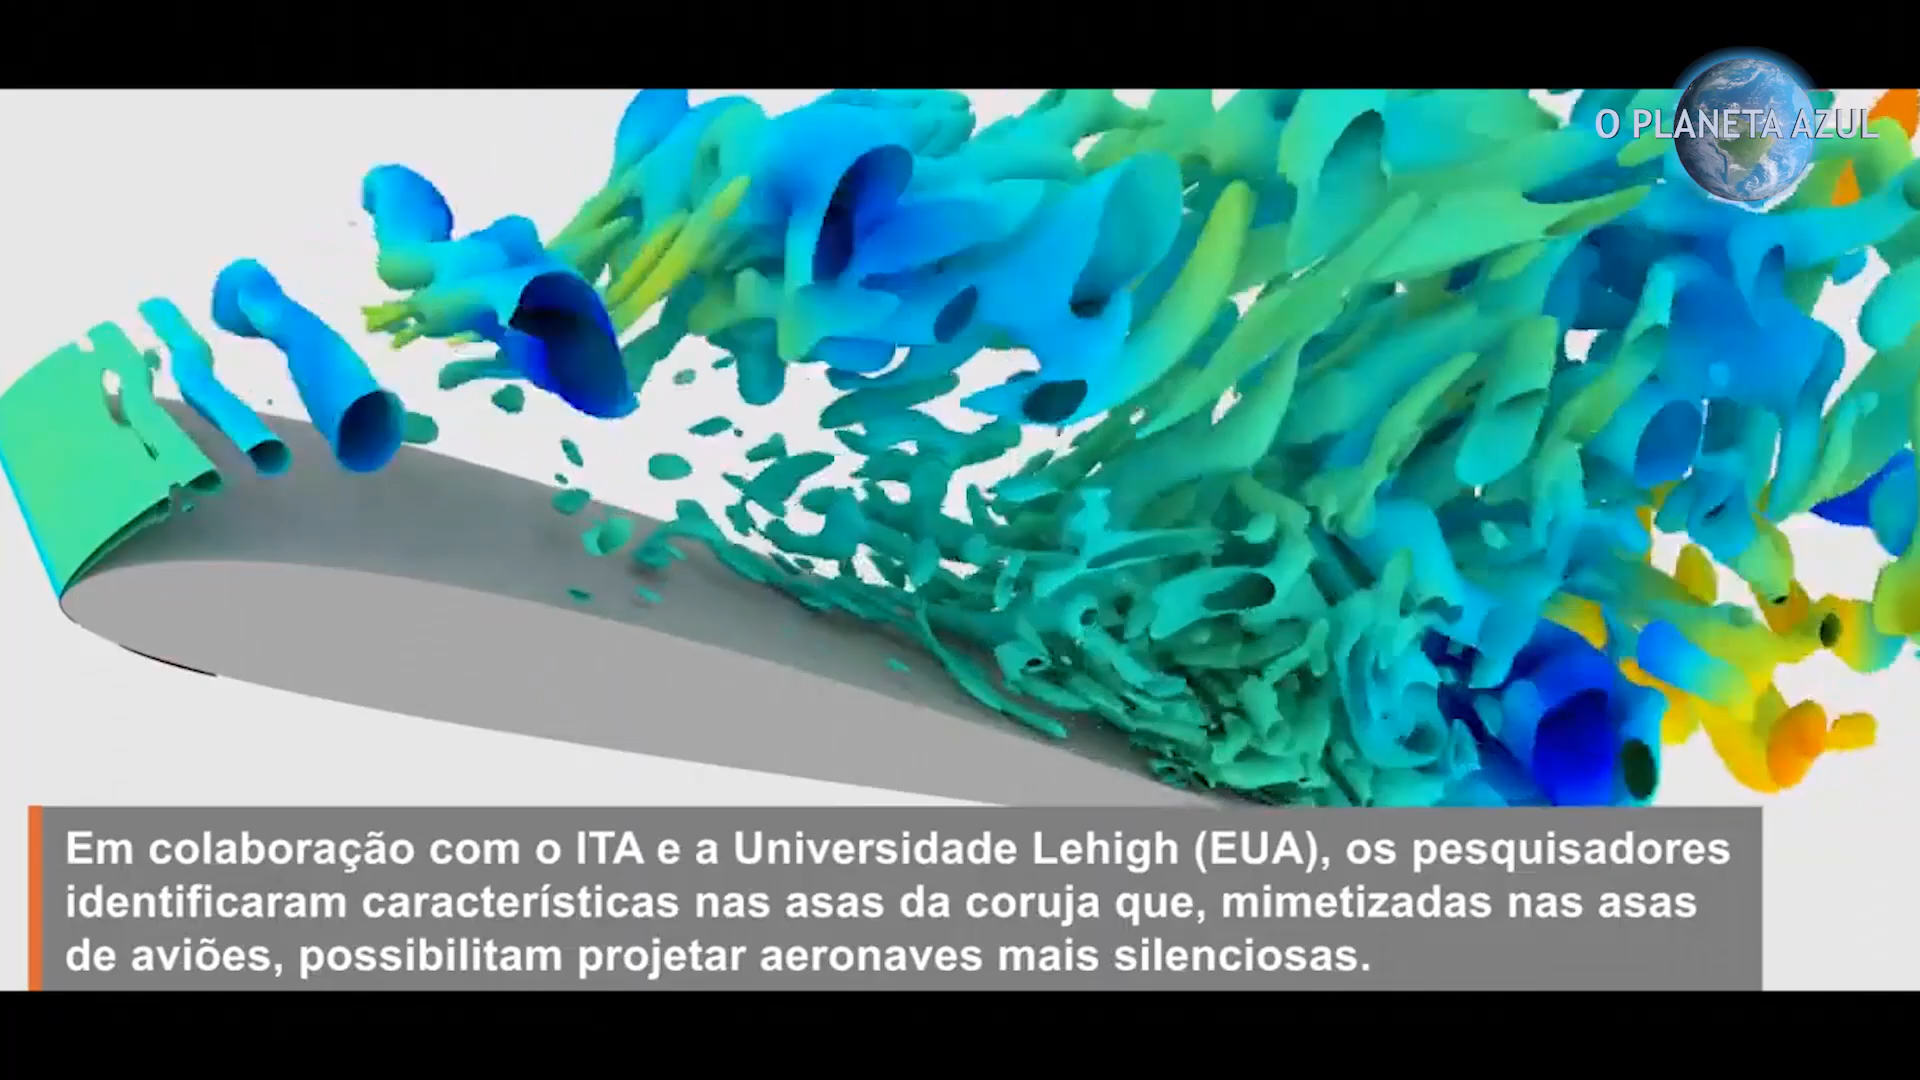 O PLANETA AZUL
Em colaboração com o ITA e a Universidade Lehigh (EUA), os pesquisadores
identificaram características nas asas da coruja que, mimetizadas nas asas
de aviões, possibilitam projetar aeronaves mais silenciosas.